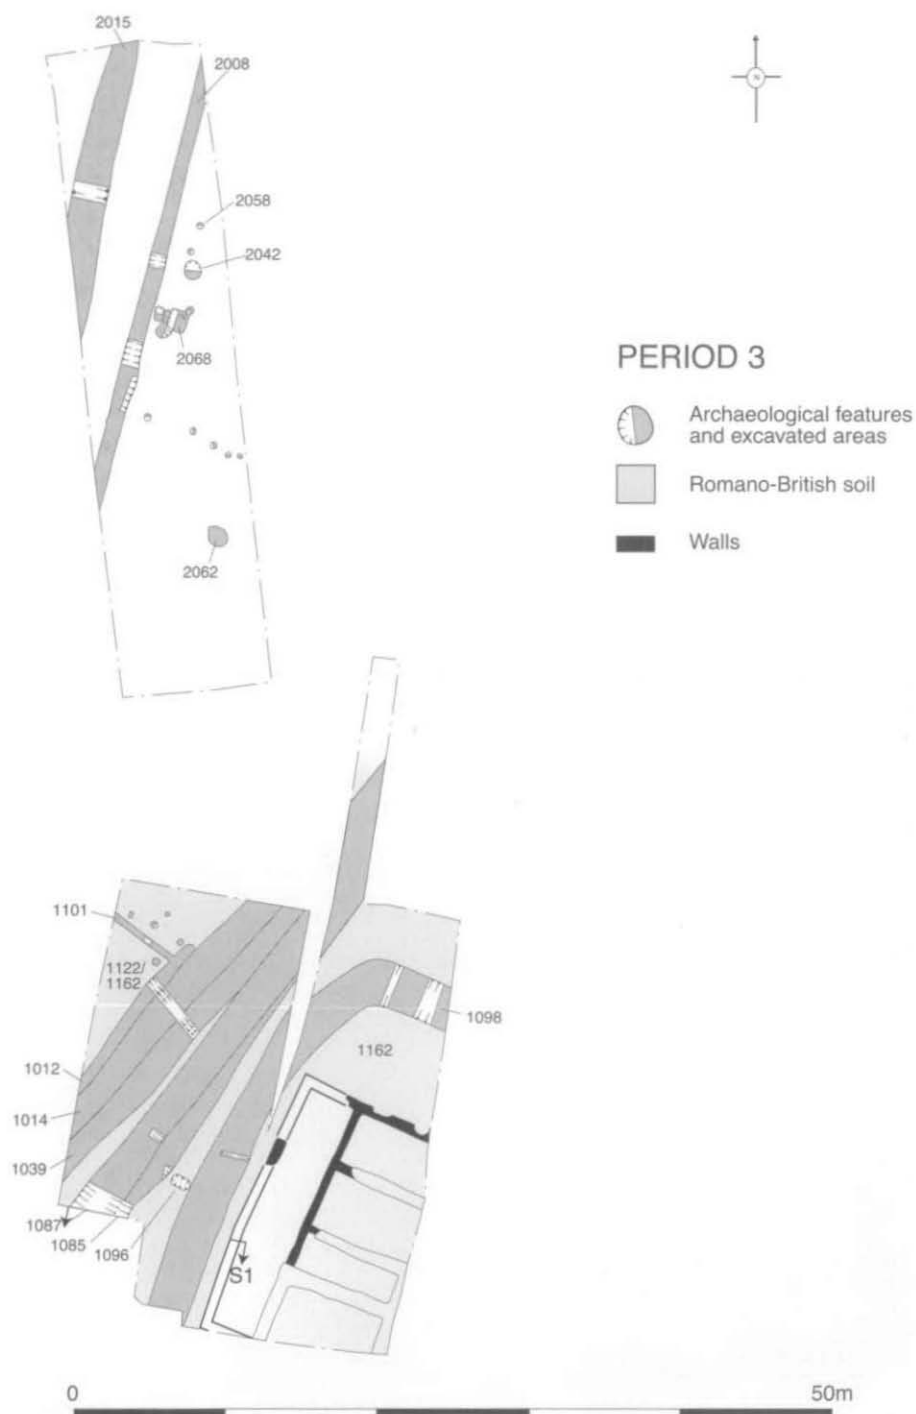 2015
2008
N
2058
2042
2068
2062
PERIOD 3
Archaeological features
and excavated areas
Romano-British soil
Walls
1101
1122/
1162
1098
1162
1012
1014
1039
1087
1085
1096
S1
0
50m